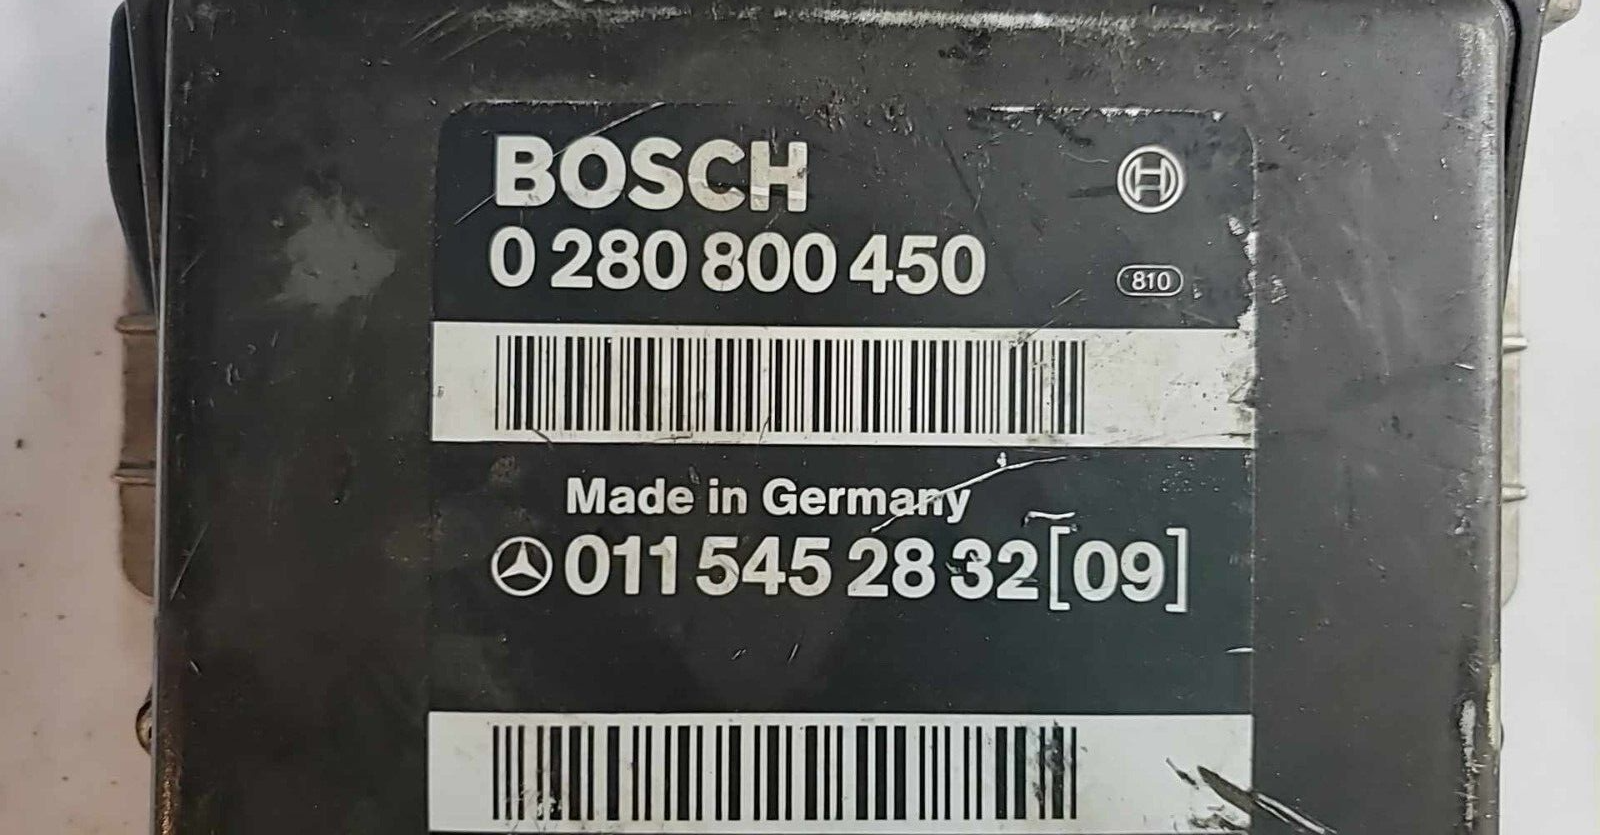 BOSCH
0 280 800 450
810
Made in Germany
011 545 28 32 [09]